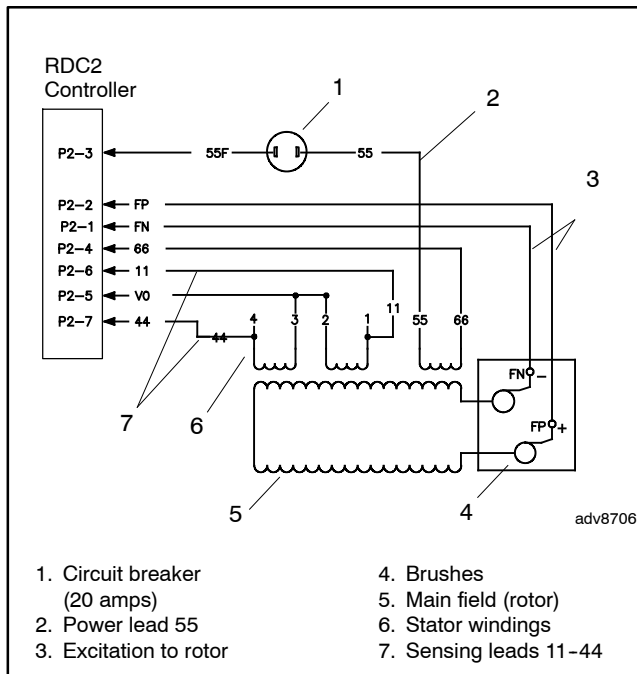 RDC2
Controller
1
2
P2-3
55F
55
3
P2-2
FP
P2-1
FN
P2-4
66
P2-6
11
P2-5
V0
4
3
2
1
11
55
66
P2-7
44
44
FN
-
7
6
FP
+
5
4
adv8706
1. Circuit breaker
(20 amps)
2. Power lead 55
3. Excitation to rotor
4. Brushes
5. Main field (rotor)
6. Stator windings
7. Sensing leads 11-44